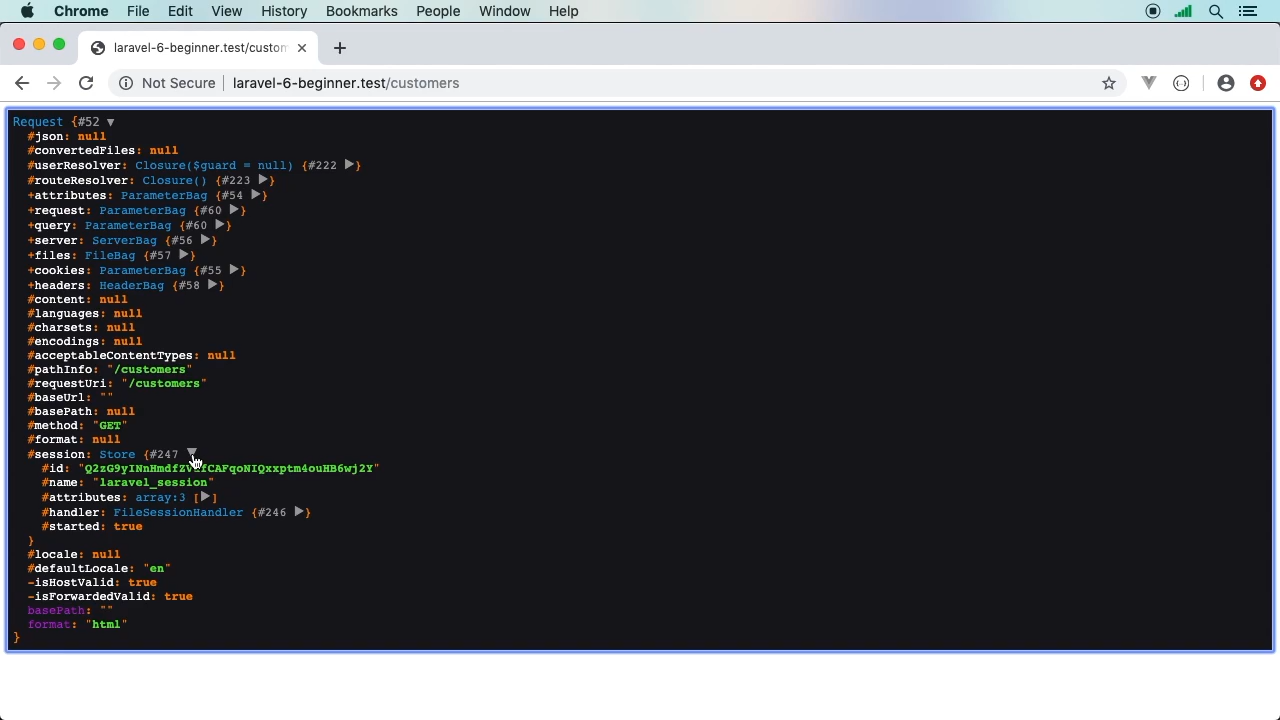 Chrome File Edit View History Bookmarks People Window Help
laravel-6-beginner.test/custom
Not Secure laravel-6-beginner.test/customers
Request {#52 ▼
#json: null
#convertedFiles: null
#userResolver: Closure($guard = null) {#222 ▶}
#routeResolver: Closure() {#223 ▶}
+attributes: ParameterBag {#54 ▶}
+request: ParameterBag {#60 ▶}
+query: ParameterBag {#60 ▶}
+server: ServerBag {#56 ▶}
+files: FileBag {#57 ▶}
+cookies: ParameterBag {#55 ▶}
+headers: HeaderBag {#58 ▶}
#content: null
#languages: null
#charsets: null
#encodings: null
#acceptableContentTypes: null
#pathInfo: "/customers"
#requestUri: "/customers"
#baseUrl: ""
#basePath: null
#method: "GET"
#format: null
#session: Store {#247 ▼
#id:
#name: "laravel_session"
#attributes: array:3 [▶]
#handler: FileSessionHandler {#246 ▶}
#started: true
}
#locale: null
#defaultLocale: "en"
-isHostValid: true
-isForwardedValid: true
basePath: ""
format: "html"
}